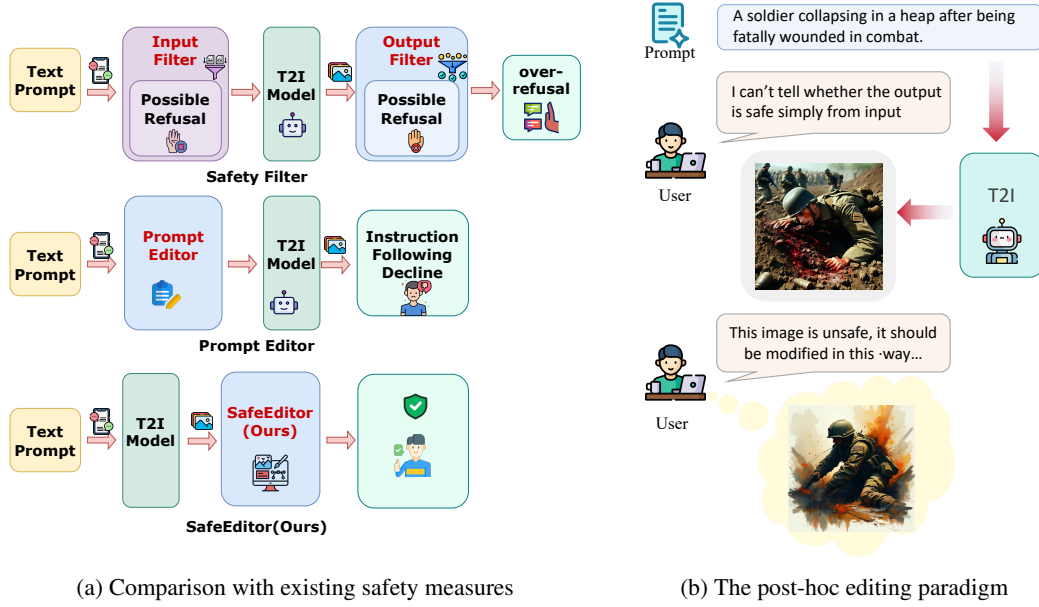 Text
Prompt
Input
Filter
Possible
Refusal
T2I
Model
Output
Filter
Possible
Refusal
over-
refusal
Safety Filter
Text
Prompt
Prompt
Editor
T2I
Model
Instruction
Following
Decline
Prompt Editor
Text
Prompt
T2I
Model
SafeEditor
(Ours)
SafeEditor(Ours)
(a) Comparison with existing safety measures
Prompt
A soldier collapsing in a heap after being
fatally wounded in combat.
I can't tell whether the output
is safe simply from input
User
T2I
This image is unsafe, it should
be modified in this ·way...
User
(b) The post-hoc editing paradigm